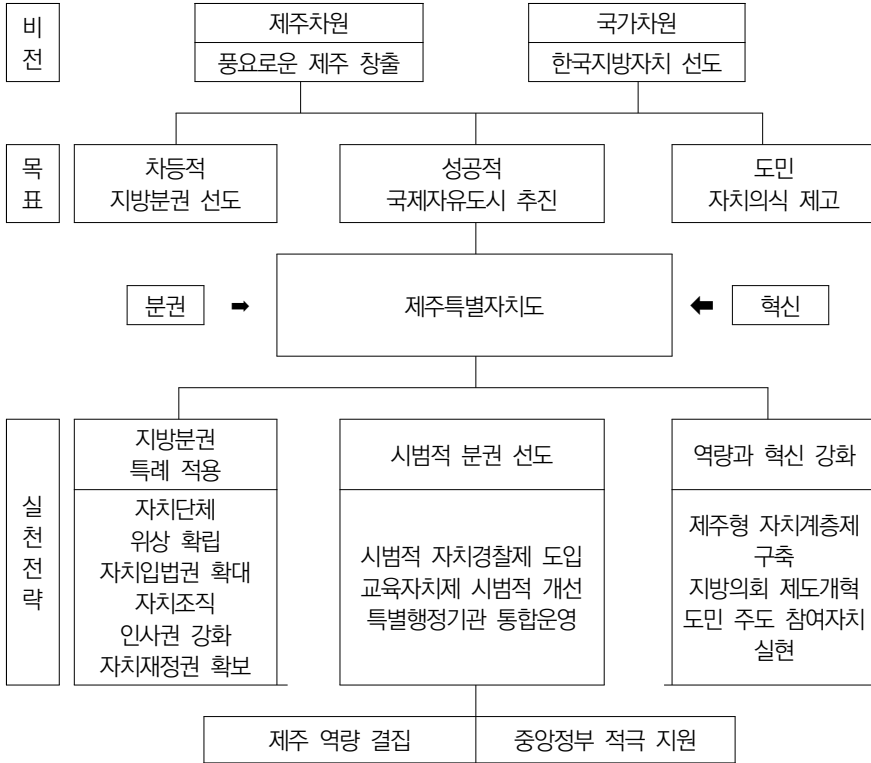 비
전
제주차원
풍요로운 제주 창출
국가차원
한국지방자치 선도
목
표
차등적
지방분권 선도
성공적
국제자유도시 추진
도민
자치의식 제고
분권
➡
제주특별자치도
⬅
혁신
실
천
전
략
지방분권
특례 적용
자치단체
위상 확립
자치입법권 확대
자치조직
인사권 강화
자치재정권 확보
시범적 분권 선도
시범적 자치경찰제 도입
교육자치제 시범적 개선
특별행정기관 통합운영
역량과 혁신 강화
제주형 자치계층제
구축
지방의회 제도개혁
도민 주도 참여자치
실현
제주 역량 결집
중앙정부 적극 지원